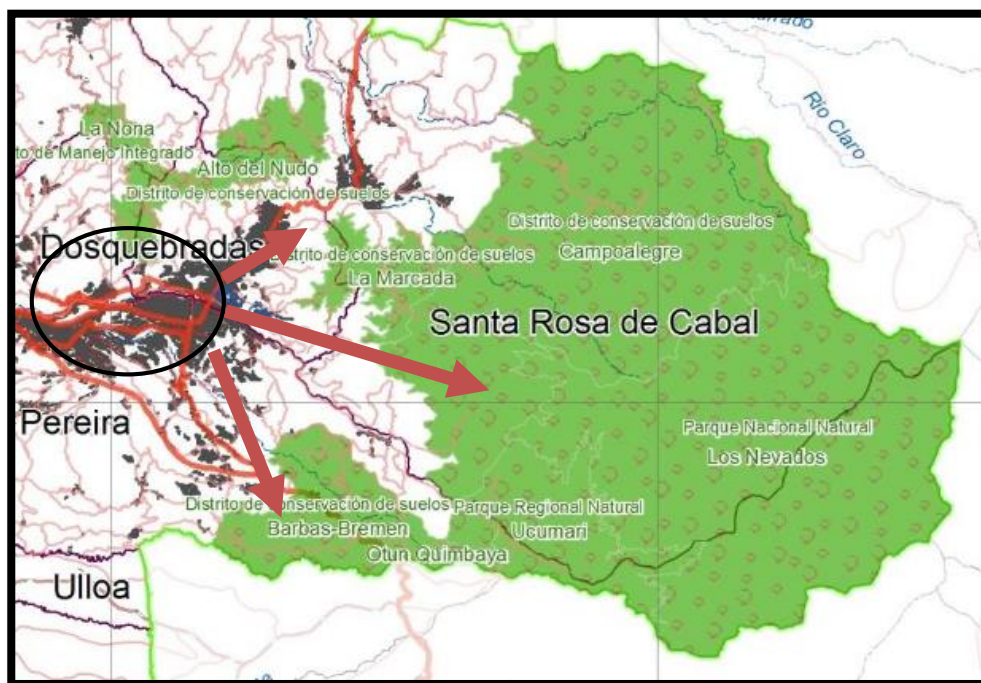 Río Claro
La Nona
to de Manejo Integrado
Alto del Nudo
Distrito de conservación de suelos
Dosquebradas
Distrito de conservación de suelos
Campoalegre
istrito de conservación de suelos
La Marcada
Santa Rosa de Cabal
Pereira
Parque Nacional Natural
Los Nevados
Distrito de conservación de suelos
Barbas-Bremen
Parque Regional Natural
Ucumari
Otun Quimbaya
Ulloa